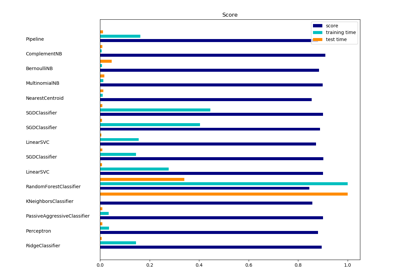 Score
score
training time
test time
Pipeline
ComplementNB
BernoulliNB
MultinomialNB
NearestCentroid
SGDClassifier
SGDClassifier
LinearSVC
SGDClassifier
LinearSVC
RandomForestClassifier
KNeighborsClassifier
PassiveAggressiveClassifier
Perceptron
RidgeClassifier
0.0 0.2 0.4 0.6 0.8 1.0